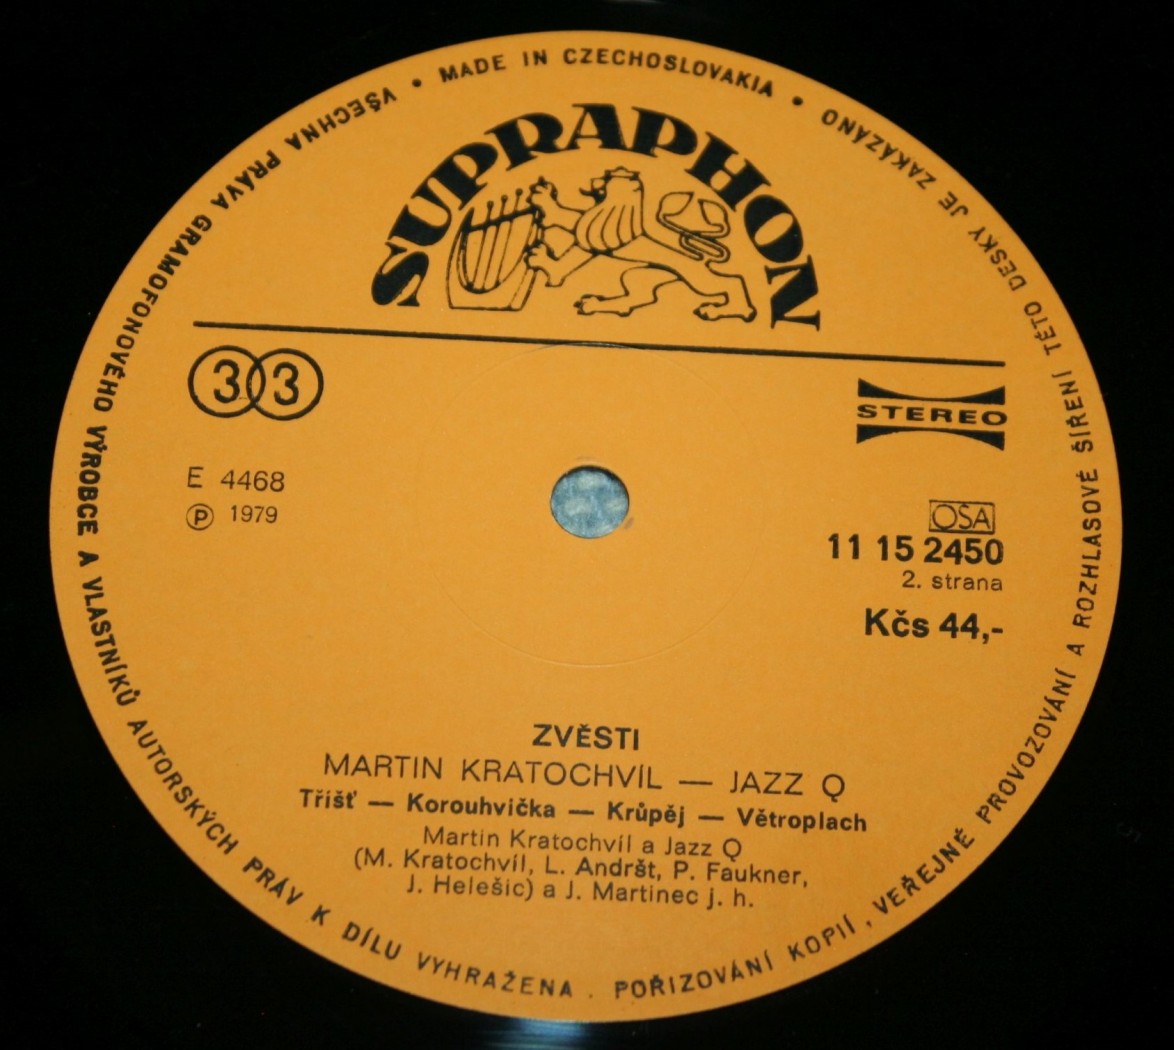 MADE IN CZECHOSLOVAKIA •
VŠECHNA PRÁVA GRAMOFONOVÉHO VÝROBCE A VLASTNÍKŮ AUTORSKÝCH PRÁV K DÍLU VYHRAŽENA . POŘIZOVÁNÍ KOPIÍ, VEŘEJNÉ PROVOZOVÁNÍ A ROZHLASOVÉ ŠÍŘENÍ TÉTO DESKY JE ZAKÁZÁNO •
SUPRAPHON
33
STEREO
E 4468
Ⓟ 1979
OSA
11 15 2450
2. strana
Kčs 44,-
ZVĚSTI
MARTIN KRATOCHVÍL — JAZZ Q
Tříšť — Korouhvička — Krůpěj — Větroplach
Martin Kratochvíl a Jazz Q
(M. Kratochvíl, L. Andršt, P. Faukner,
J. Helešic) a J. Martinec j. h.